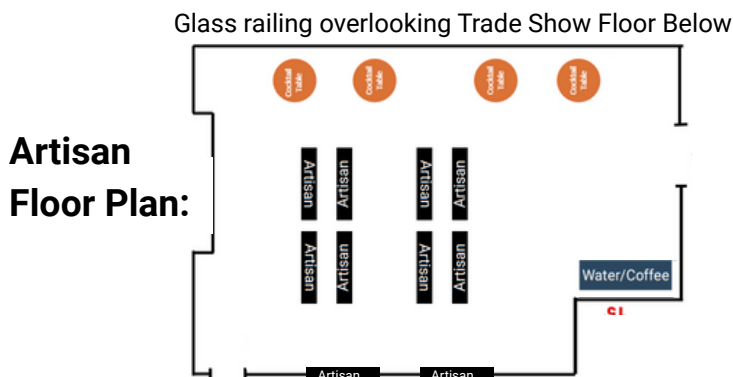 Glass railing overlooking Trade Show Floor Below
Cocktail
Table
Cocktail
Table
Cocktail
Table
Cocktail
Table
Artisan
Floor Plan:
Artisan
Artisan
Artisan
Artisan
Artisan
Artisan
Artisan
Artisan
Water/Coffee
Artisan
Artisan